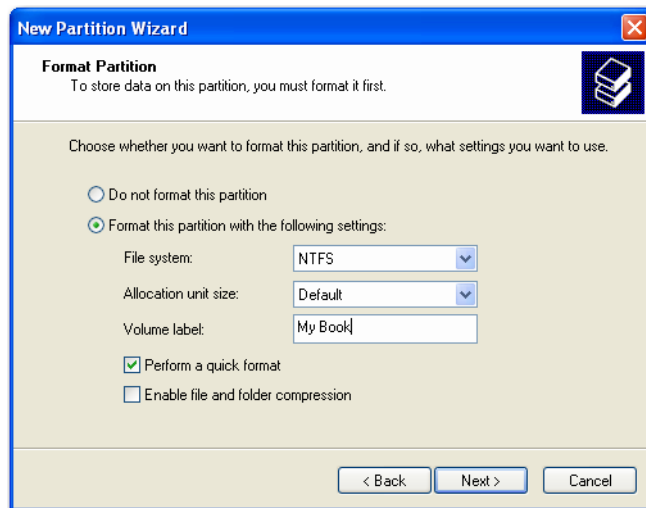 New Partition Wizard
Format Partition
To store data on this partition, you must format it first.
Choose whether you want to format this partition, and if so, what settings you want to use.
Do not format this partition
Format this partition with the following settings:
File system: NTFS
Allocation unit size: Default
Volume label: My Book
Perform a quick format
Enable file and folder compression
< Back Next > Cancel